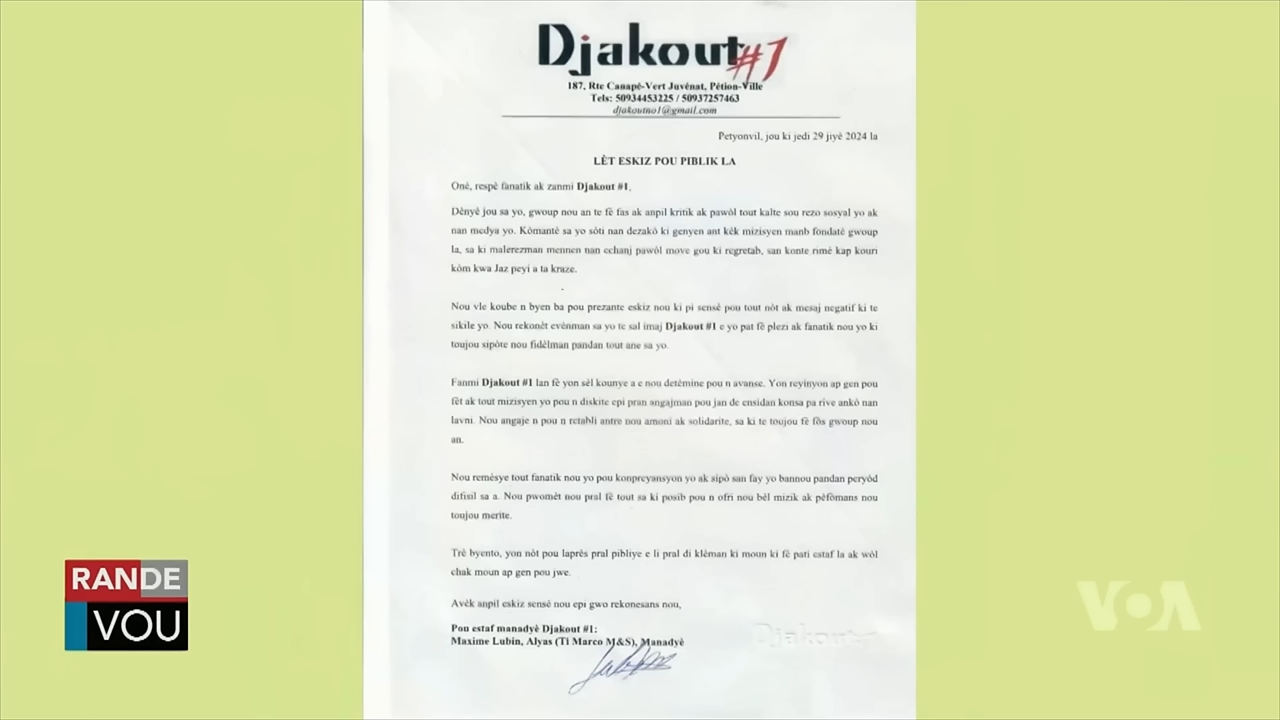 Djakout #1
187, Rte Canapé-Vert Juvénat, Pétion-Ville
Tels: 50934453225 / 50937257463
djakoutno1@gmail.com
Petyonvil, jou ki jedi 29 jiyè 2024 la
LÈT ESKIZ POU PIBLIK LA
Onè, respè fanatik ak zanmi Djakout #1,
Dènyè jou sa yo, gwoup nou an te fè fas ak anpil kritik ak pawòl tout kalte sou rezo sosyal yo ak
nan medya yo. Kòmantè sa yo sòti nan dezakò ki genyen ant kèk mizisyen manb fondatè gwoup
la, sa ki malerezman mennen nan echanj pawòl move gou ki regretab, san konte rimè kap kouri
kòm kwa Jaz peyi a ta kraze.
Nou vle koube n byen ba pou prezante eskiz nou ki pi sensè pou tout nòt ak mesaj negatif ki te
sikile yo. Nou rekonèt evènman sa yo te sal imaj Djakout #1 e yo pat fè plezi ak fanatik nou yo ki
toujou sipòte nou fidèlman pandan tout ane sa yo.
Fanmi Djakout #1 lan fè yon sèl kounye a e nou detèmine pou n avanse. Yon reyinyon ap gen pou
fèt ak tout mizisyen yo pou n diskite epi pran angajman pou jan de ensidan konsa pa rive ankò nan
lavni. Nou angaje n pou n retabli antre nou amoni ak solidarite, sa ki te toujou fè fòs gwoup nou
an.
Nou remèsye tout fanatik nou yo pou konpreyansyon yo ak sipò san fay yo bannou pandan peryòd
difisil sa a. Nou pwomèt nou pral fè tout sa ki posib pou n ofri nou bèl mizik ak pèfòmans nou
toujou merite.
Trè byento, yon nòt pou laprès pral pibliye e li pral di klèman ki moun ki fè pati estaf la ak wòl
chak moun ap gen pou jwe.
Avèk anpil eskiz sensè nou epi gwo rekonesans nou,
Pou estaf manadyè Djakout #1:
Maxime Lubin, Alyas (Ti Marco M&S), Manadyè
Djakout
RANDE
VOU
VOA